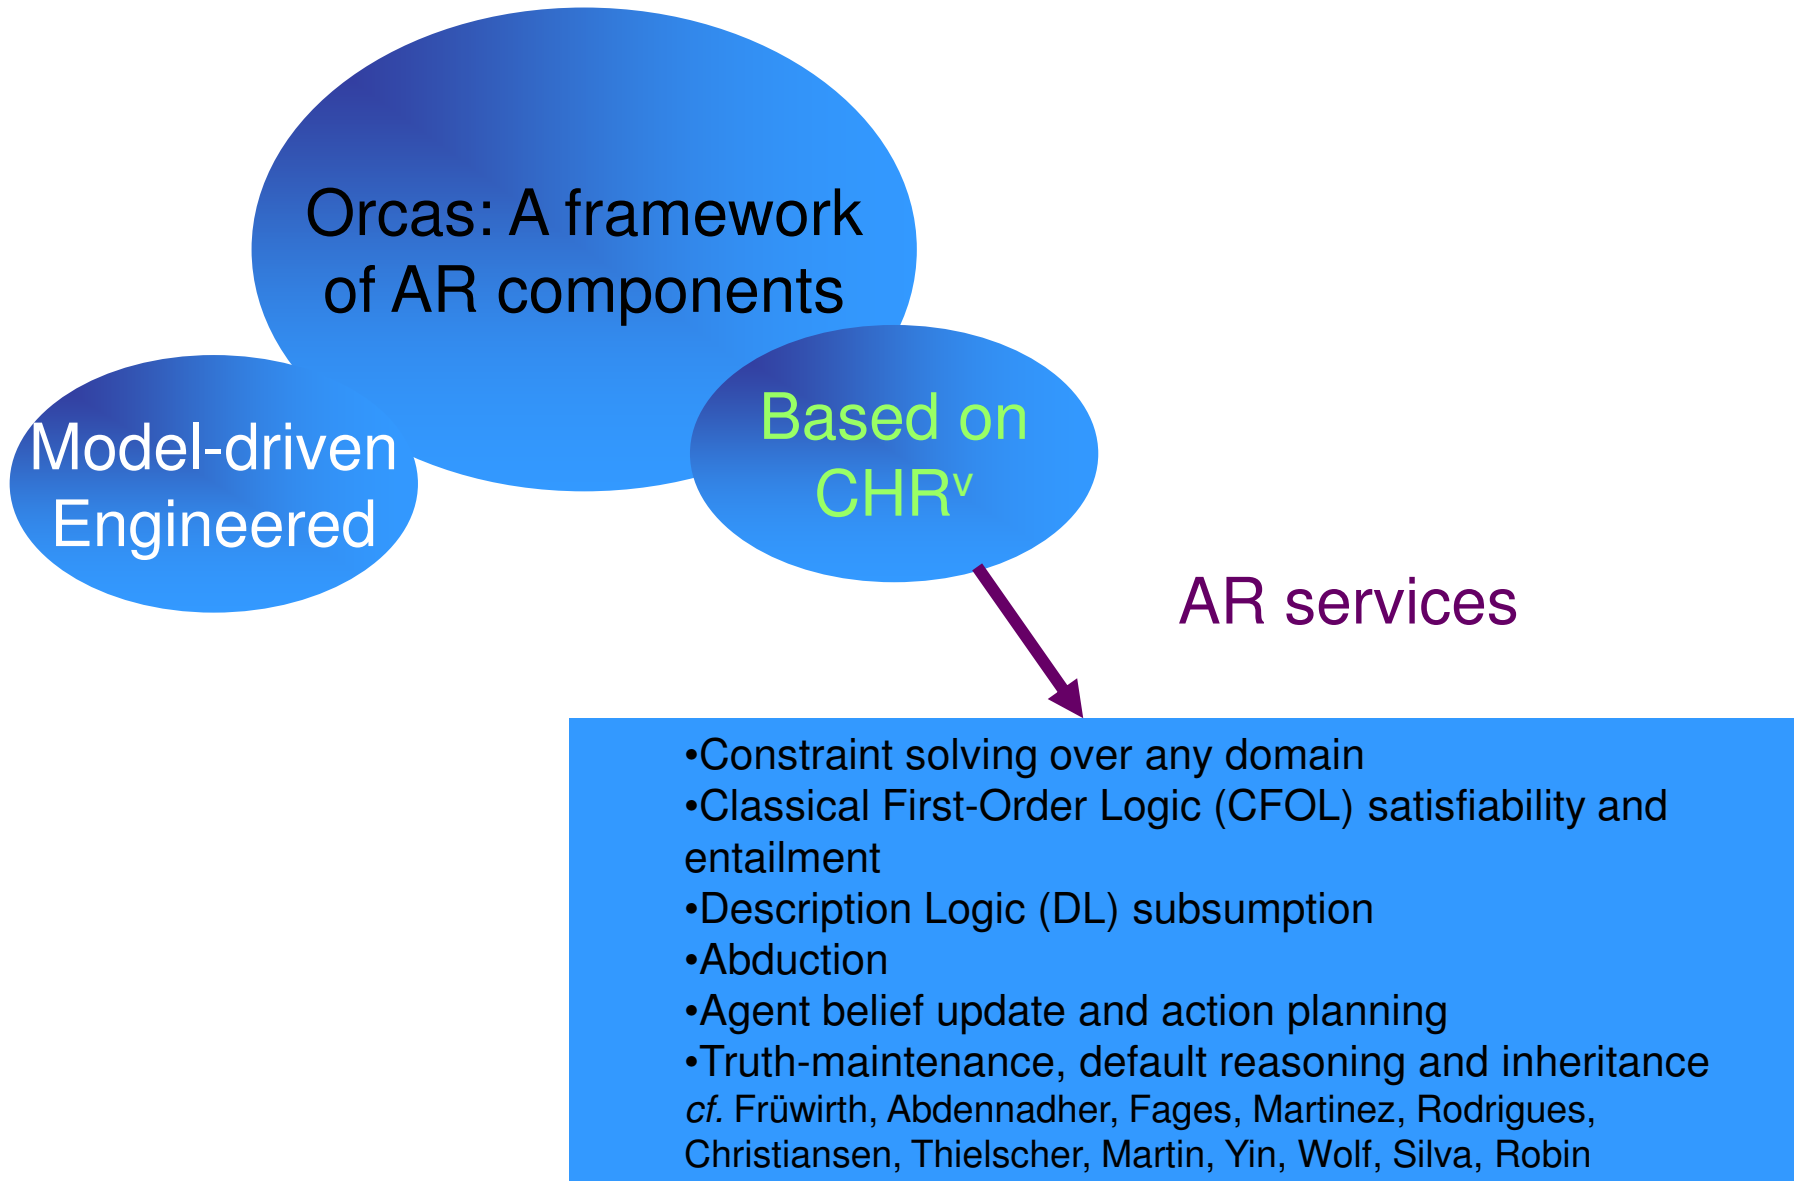 Orcas: A framework
of AR components
Model-driven
Engineered
Based on
CHRᵛ
AR services
•Constraint solving over any domain
•Classical First-Order Logic (CFOL) satisfiability and
entailment
•Description Logic (DL) subsumption
•Abduction
•Agent belief update and action planning
•Truth-maintenance, default reasoning and inheritance
cf. Früwirth, Abdennadher, Fages, Martinez, Rodrigues,
Christiansen, Thielscher, Martin, Yin, Wolf, Silva, Robin